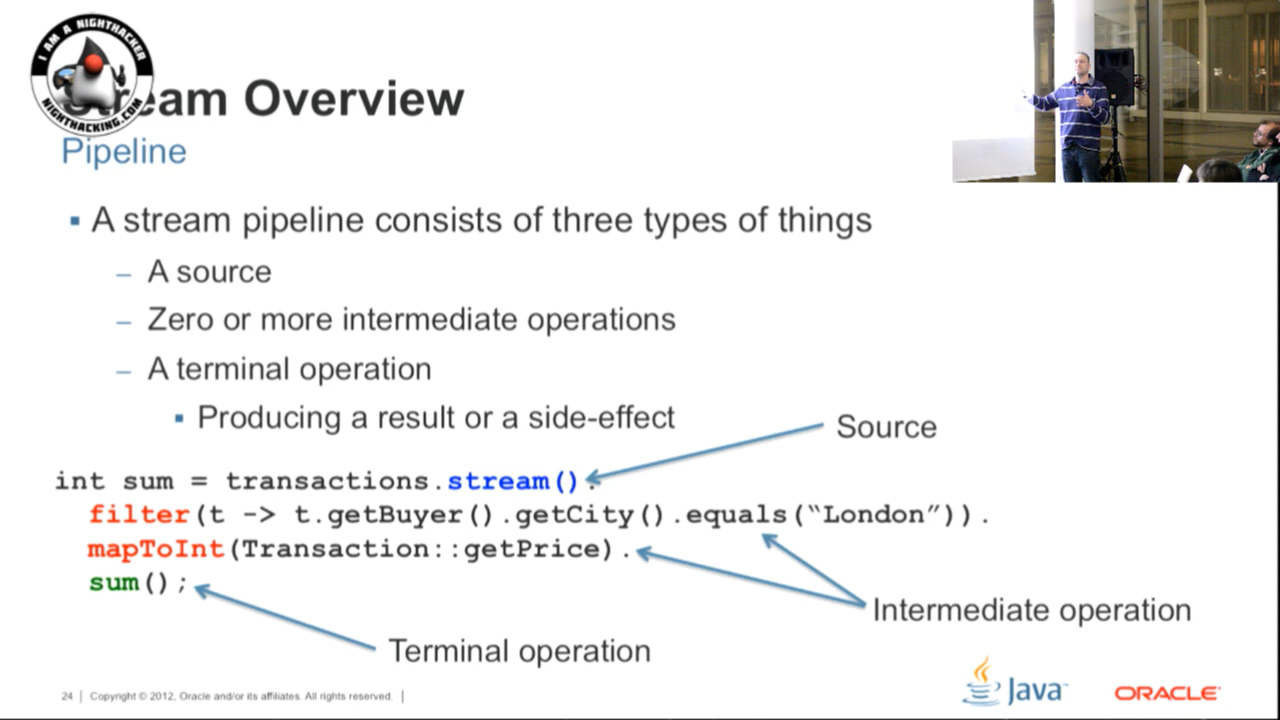 I AM A NIGHTHACKER
NIGHTHACKING.COM
eam Overview
Pipeline
A stream pipeline consists of three types of things
– A source
– Zero or more intermediate operations
– A terminal operation
Producing a result or a side-effect
Source
int sum = transactions.stream().
filter(t -> t.getBuyer().getCity().equals(“London”)).
mapToInt(Transaction::getPrice).
sum();
Intermediate operation
Terminal operation
24 | Copyright © 2012, Oracle and/or its affiliates. All rights reserved. |
Java
ORACLE